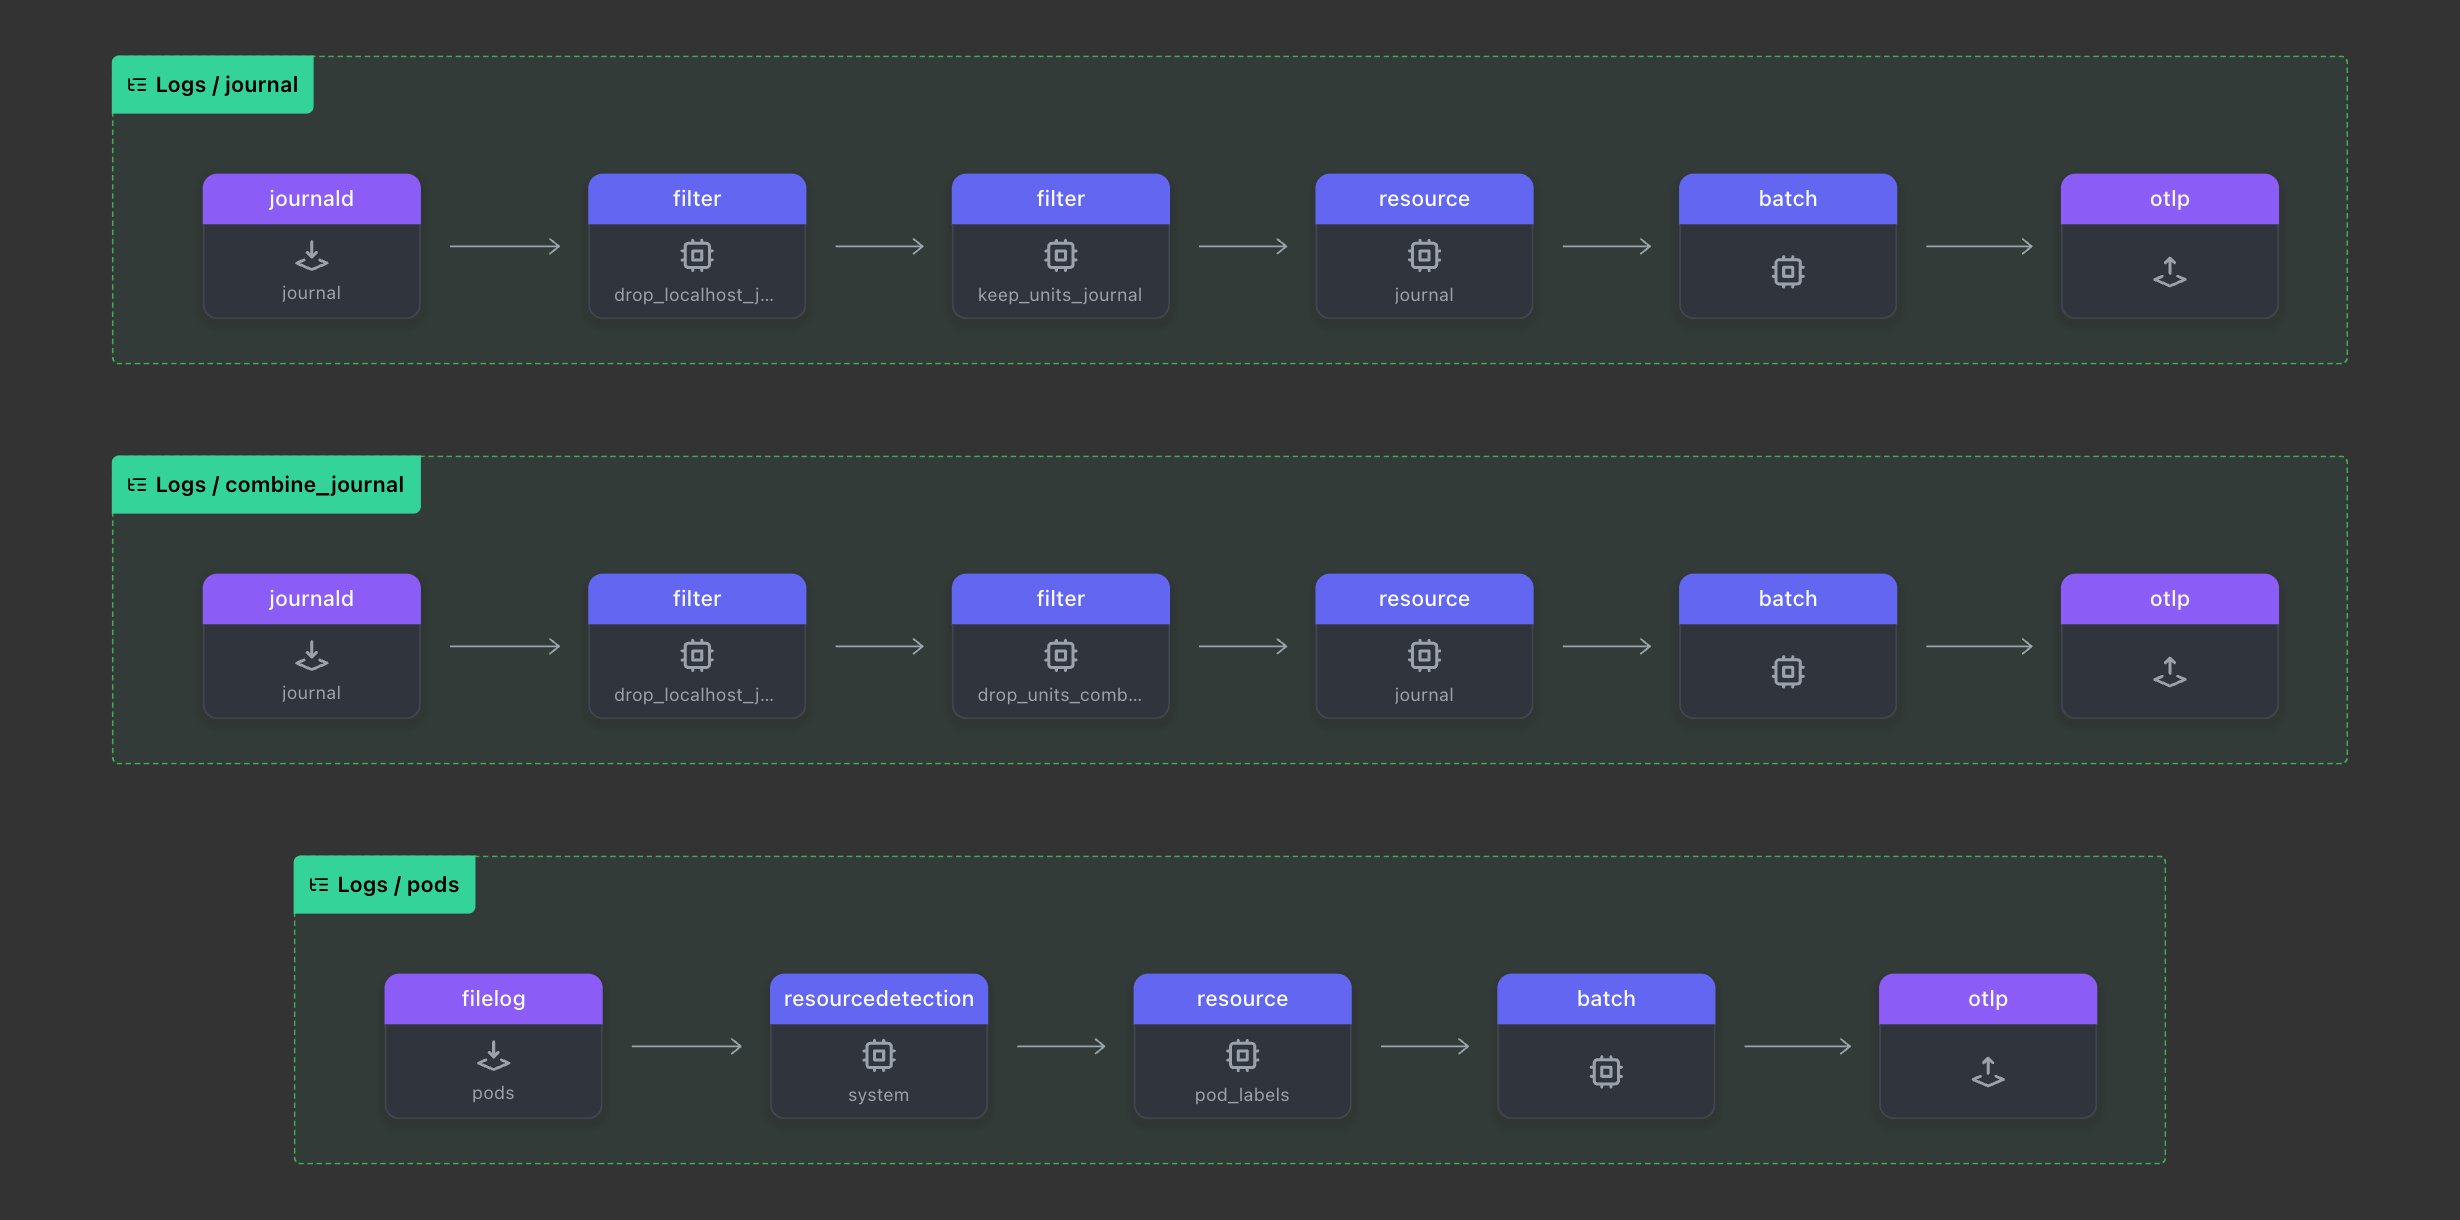 Logs / journal
journald
journal
filter
drop_localhost_j...
filter
keep_units_journal
resource
journal
batch
otlp
Logs / combine_journal
journald
journal
filter
drop_localhost_j...
filter
drop_units_comb...
resource
journal
batch
otlp
Logs / pods
filelog
pods
resourcedetection
system
resource
pod_labels
batch
otlp